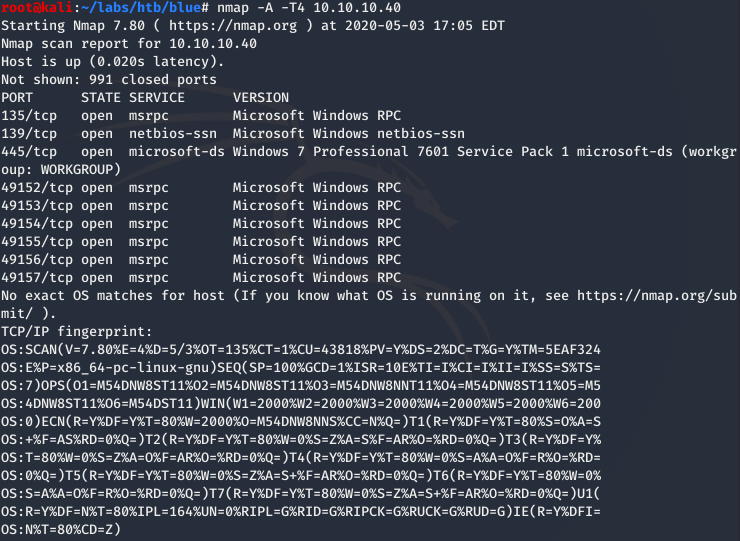 root@kali:~/labs/htb/blue# nmap -A -T4 10.10.10.40
Starting Nmap 7.80 ( https://nmap.org ) at 2020-05-03 17:05 EDT
Nmap scan report for 10.10.10.40
Host is up (0.020s latency).
Not shown: 991 closed ports
PORT      STATE SERVICE      VERSION
135/tcp   open  msrpc        Microsoft Windows RPC
139/tcp   open  netbios-ssn  Microsoft Windows netbios-ssn
445/tcp   open  microsoft-ds Windows 7 Professional 7601 Service Pack 1 microsoft-ds (workgr
oup: WORKGROUP)
49152/tcp open  msrpc        Microsoft Windows RPC
49153/tcp open  msrpc        Microsoft Windows RPC
49154/tcp open  msrpc        Microsoft Windows RPC
49155/tcp open  msrpc        Microsoft Windows RPC
49156/tcp open  msrpc        Microsoft Windows RPC
49157/tcp open  msrpc        Microsoft Windows RPC
No exact OS matches for host (If you know what OS is running on it, see https://nmap.org/sub
mit/ ).
TCP/IP fingerprint:
OS:SCAN(V=7.80%E=4%D=5/3%OT=135%CT=1%CU=43818%PV=Y%DS=2%DC=T%G=Y%TM=5EAF324
OS:E%P=x86_64-pc-linux-gnu)SEQ(SP=100%GCD=1%ISR=10E%TI=I%CI=I%II=I%SS=S%TS=
OS:7)OPS(O1=M54DNW8ST11%O2=M54DNW8ST11%O3=M54DNW8NNT11%O4=M54DNW8ST11%O5=M5
OS:4DNW8ST11%O6=M54DST11)WIN(W1=2000%W2=2000%W3=2000%W4=2000%W5=2000%W6=200
OS:0)ECN(R=Y%DF=Y%T=80%W=2000%O=M54DNW8NNS%CC=N%Q=)T1(R=Y%DF=Y%T=80%S=O%A=S
OS:+%F=AS%RD=0%Q=)T2(R=Y%DF=Y%T=80%W=0%S=Z%A=S%F=AR%O=%RD=0%Q=)T3(R=Y%DF=Y%
OS:T=80%W=0%S=Z%A=O%F=AR%O=%RD=0%Q=)T4(R=Y%DF=Y%T=80%W=0%S=A%A=O%F=R%O=%RD=
OS:0%Q=)T5(R=Y%DF=Y%T=80%W=0%S=Z%A=S+%F=AR%O=%RD=0%Q=)T6(R=Y%DF=Y%T=80%W=0%
OS:S=A%A=O%F=R%O=%RD=0%Q=)T7(R=Y%DF=Y%T=80%W=0%S=Z%A=S+%F=AR%O=%RD=0%Q=)U1(
OS:R=Y%DF=N%T=80%IPL=164%UN=0%RIPL=G%RID=G%RIPCK=G%RUCK=G%RUD=G)IE(R=Y%DFI=
OS:N%T=80%CD=Z)